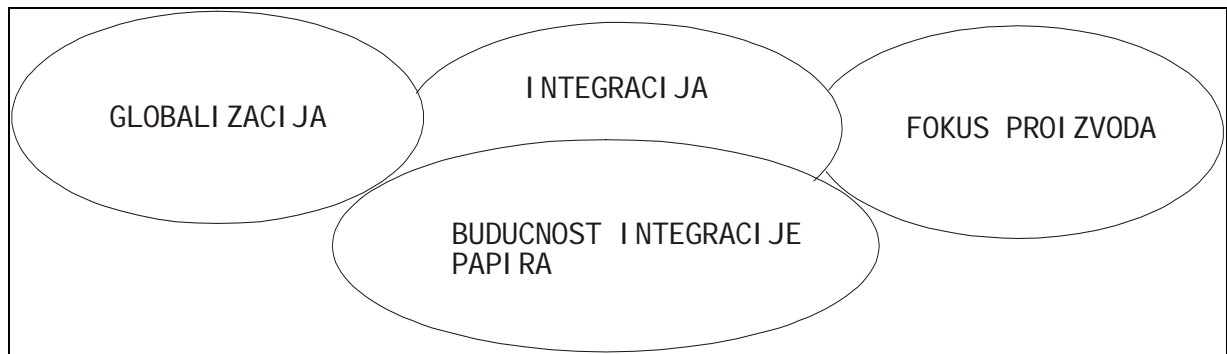 GLOBALIZACIJA
INTEGRACIJA
FOKUS PROIZVODA
BUDUCNOST INTEGRACIJE
PAPIRA